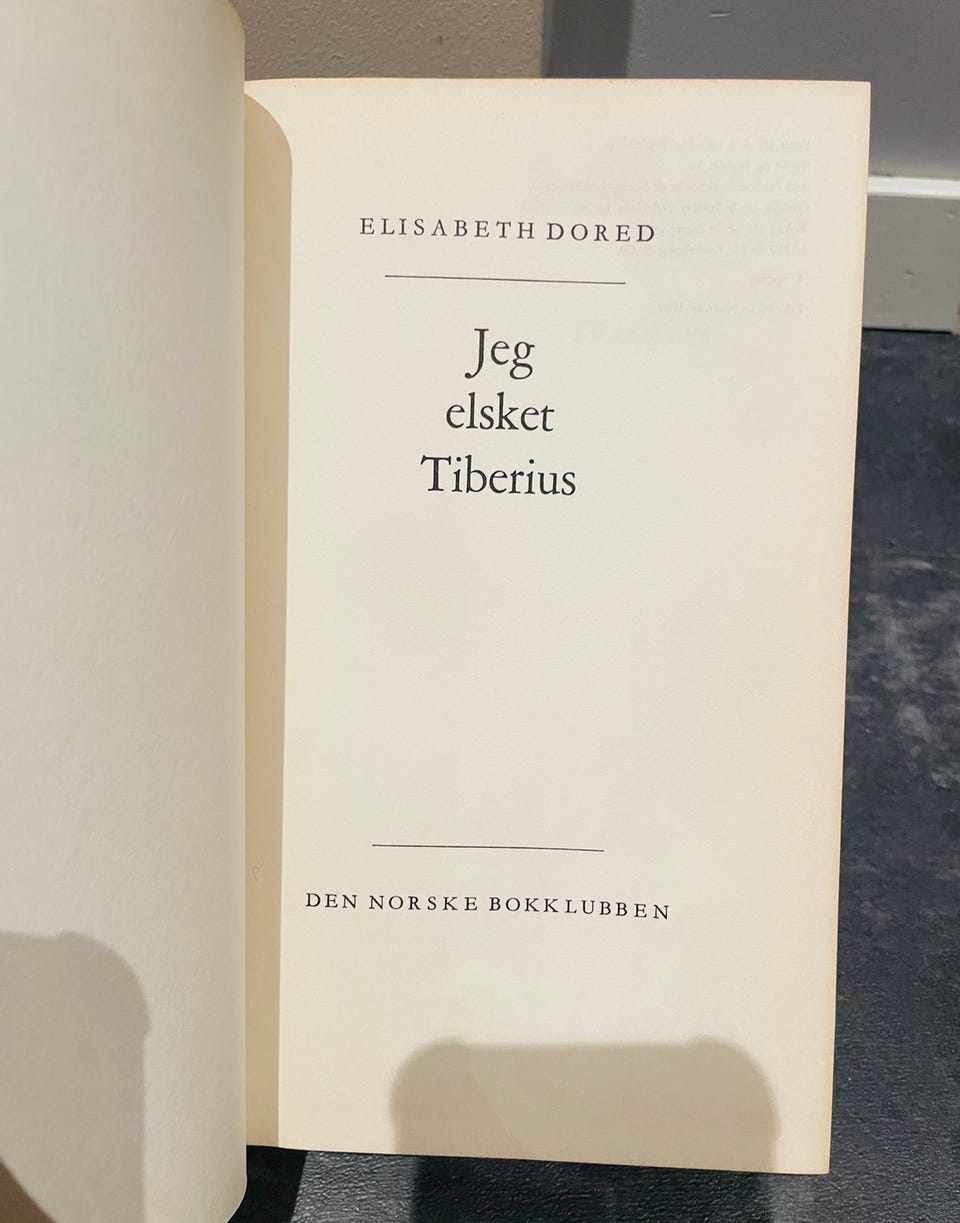 ELISABETH DORED
Jeg
elsket
Tiberius
DEN NORSKE BOKKLUBBEN